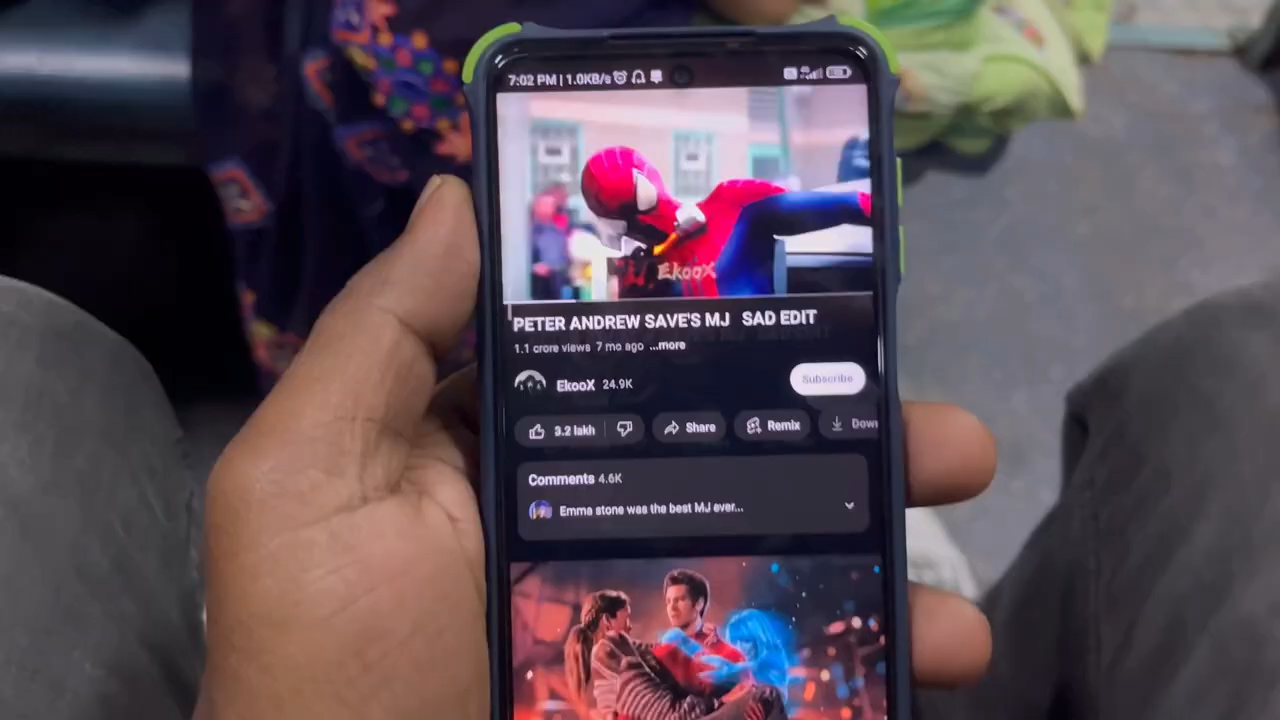 7:02 PM | 1.0KB/s
EkooX
PETER ANDREW SAVE'S MJ SAD EDIT
1.1 crore views 7 mo ago ...more
EkooX 24.9K
Subscribe
3.2 lakh
Share
Remix
Down
Comments 4.6K
Emma stone was the best MJ ever...